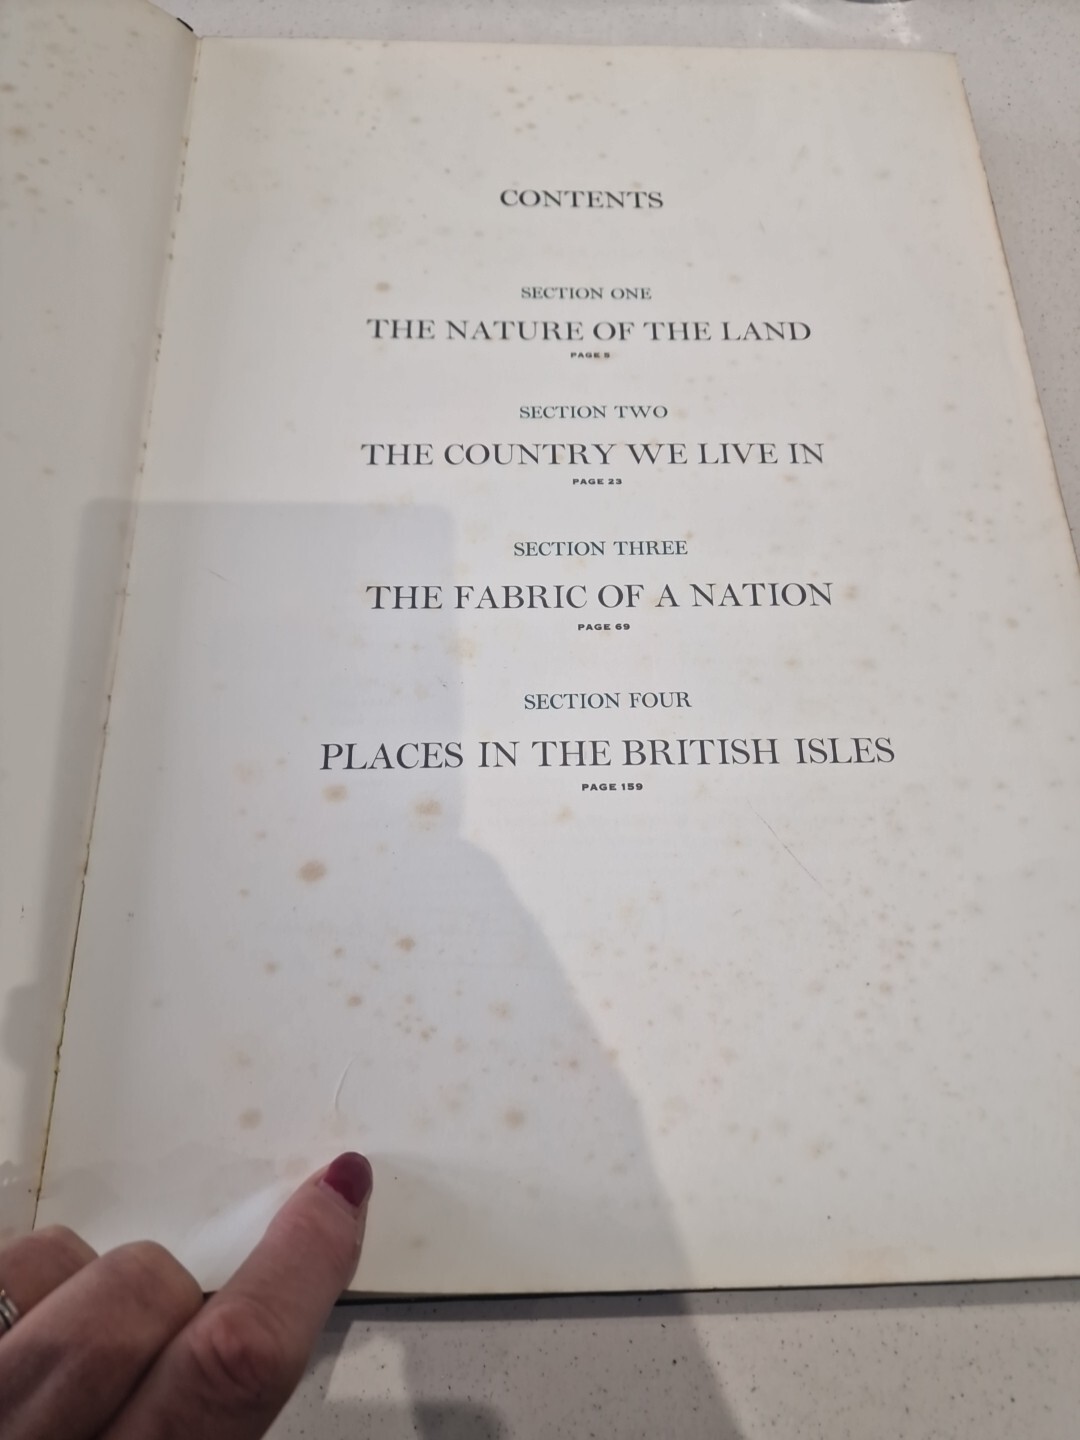 CONTENTS
SECTION ONE
THE NATURE OF THE LAND
PAGE 5
SECTION TWO
THE COUNTRY WE LIVE IN
PAGE 23
SECTION THREE
THE FABRIC OF A NATION
PAGE 69
SECTION FOUR
PLACES IN THE BRITISH ISLES
PAGE 159